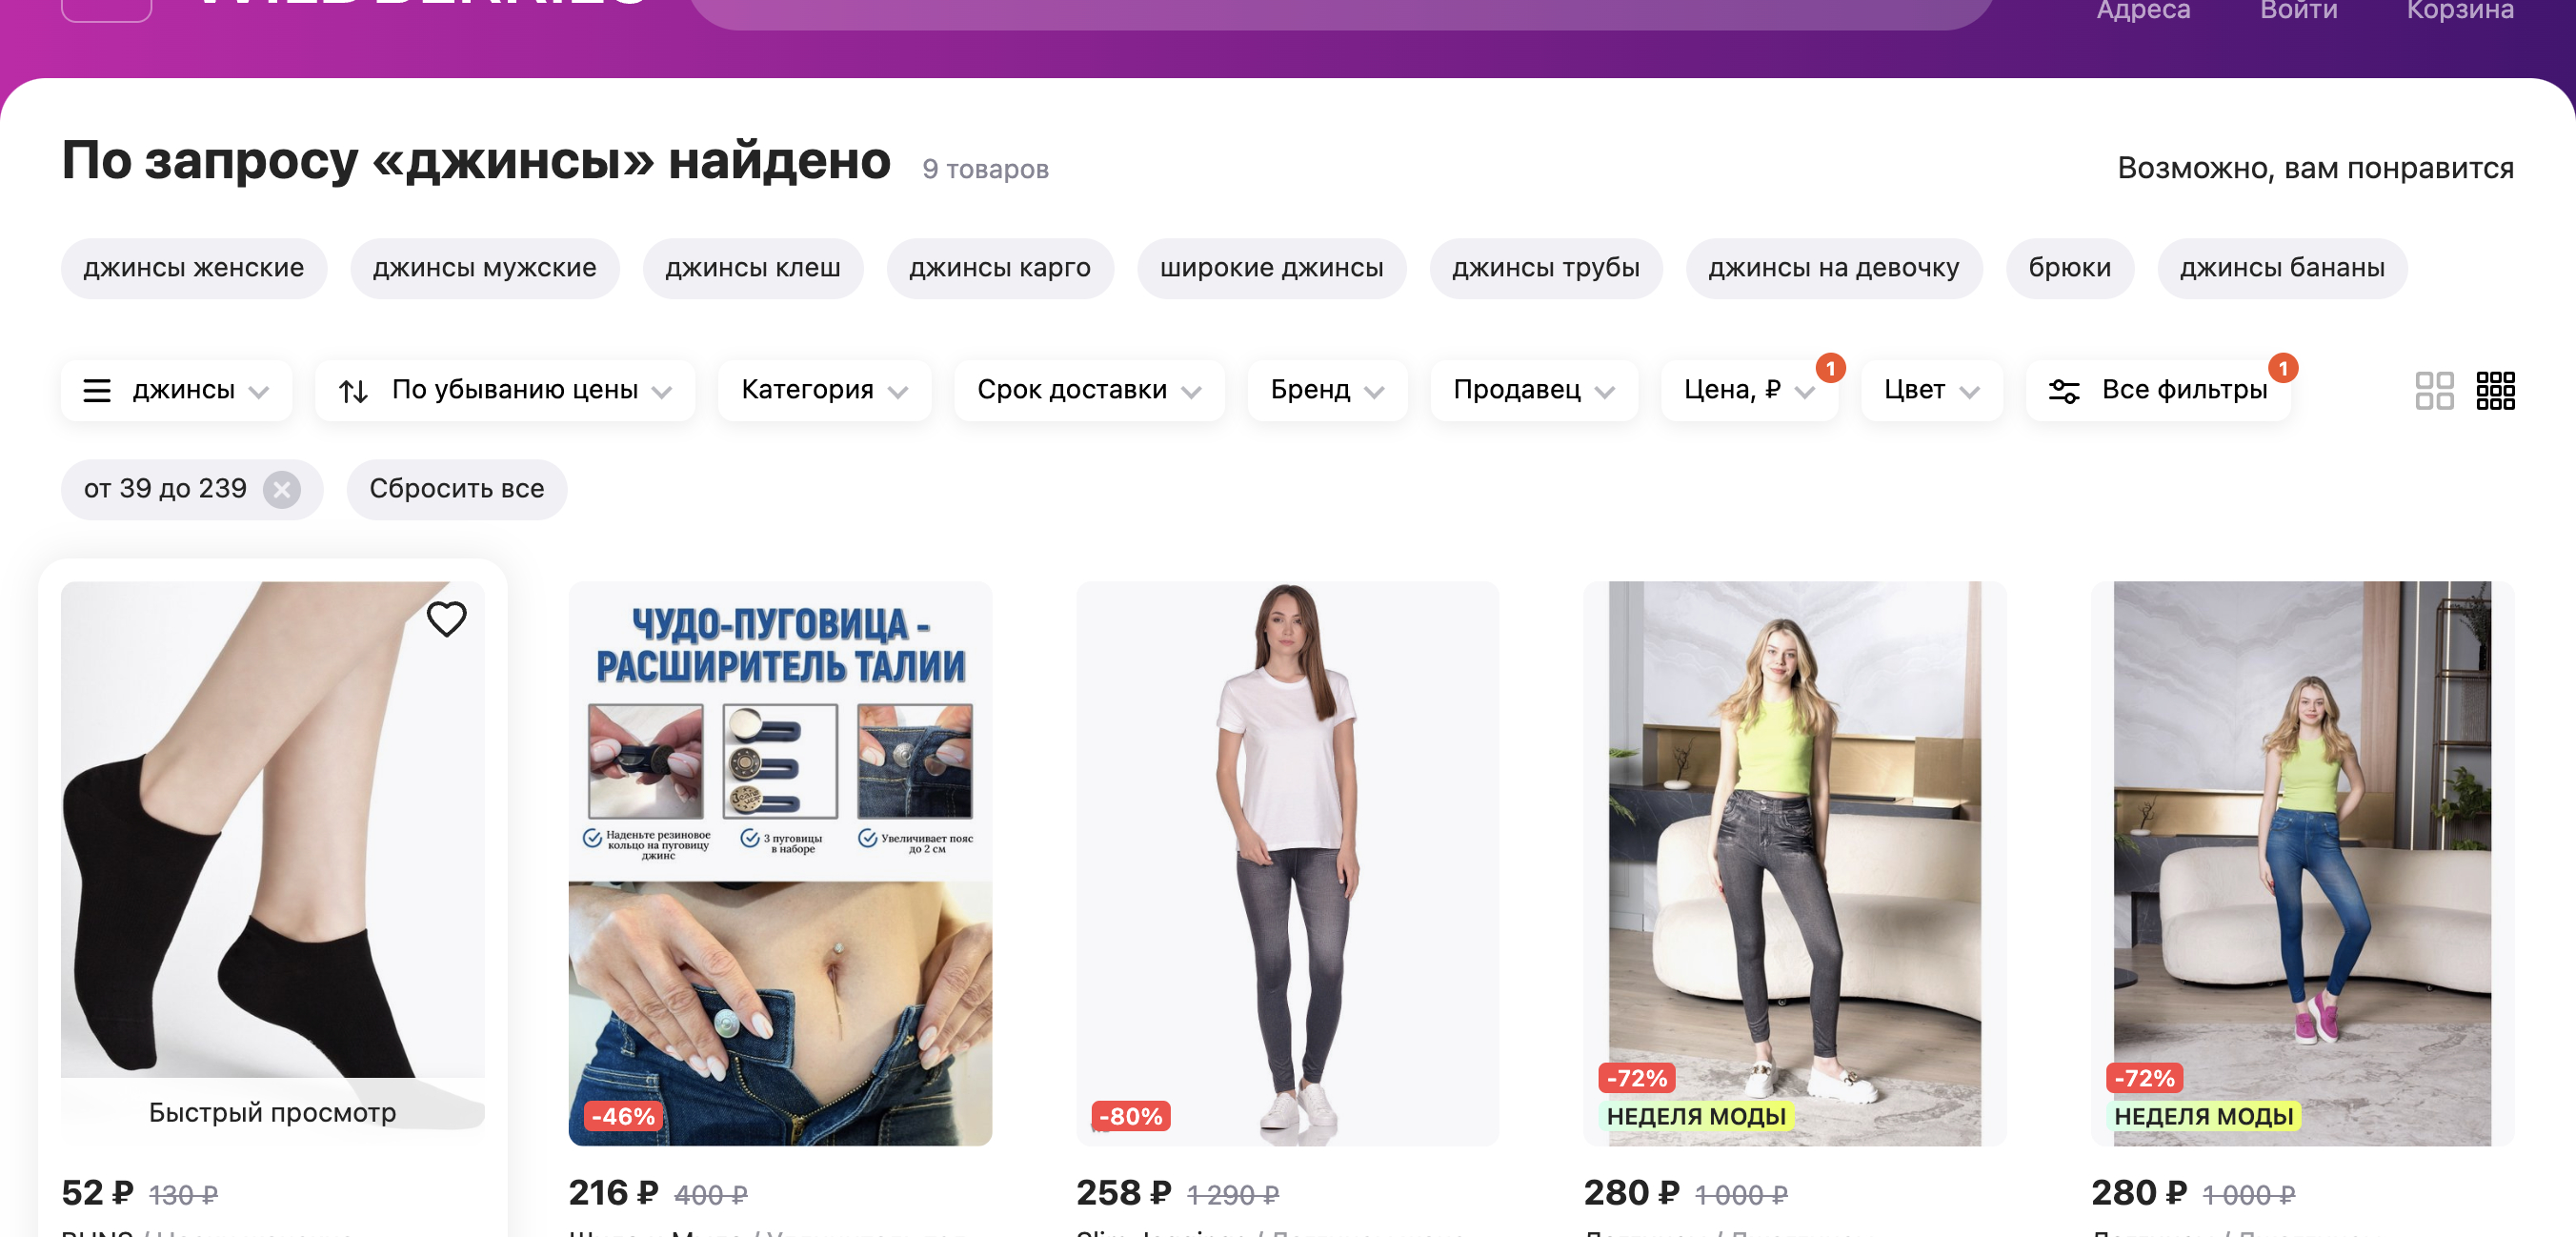 Адреса Войти Корзина
По запросу «джинсы» найдено 9 товаров
Возможно, вам понравится
джинсы женские джинсы мужские джинсы клеш джинсы карго широкие джинсы джинсы трубы джинсы на девочку брюки джинсы бананы
джинсы По убыванию цены Категория Срок доставки Бренд Продавец Цена, ₽ 1 Цвет Все фильтры 1
от 39 до 239 Сбросить все
Быстрый просмотр
52 ₽ 130 ₽
ЧУДО-ПУГОВИЦА -
РАСШИРИТЕЛЬ ТАЛИИ
Наденьте резиновое
кольцо на пуговицу
джинс
3 пуговицы
в наборе
Увеличивает пояс
до 2 см
-46%
216 ₽ 400 ₽
-80%
258 ₽ 1 290 ₽
-72%
НЕДЕЛЯ МОДЫ
280 ₽ 1 000 ₽
-72%
НЕДЕЛЯ МОДЫ
280 ₽ 1 000 ₽